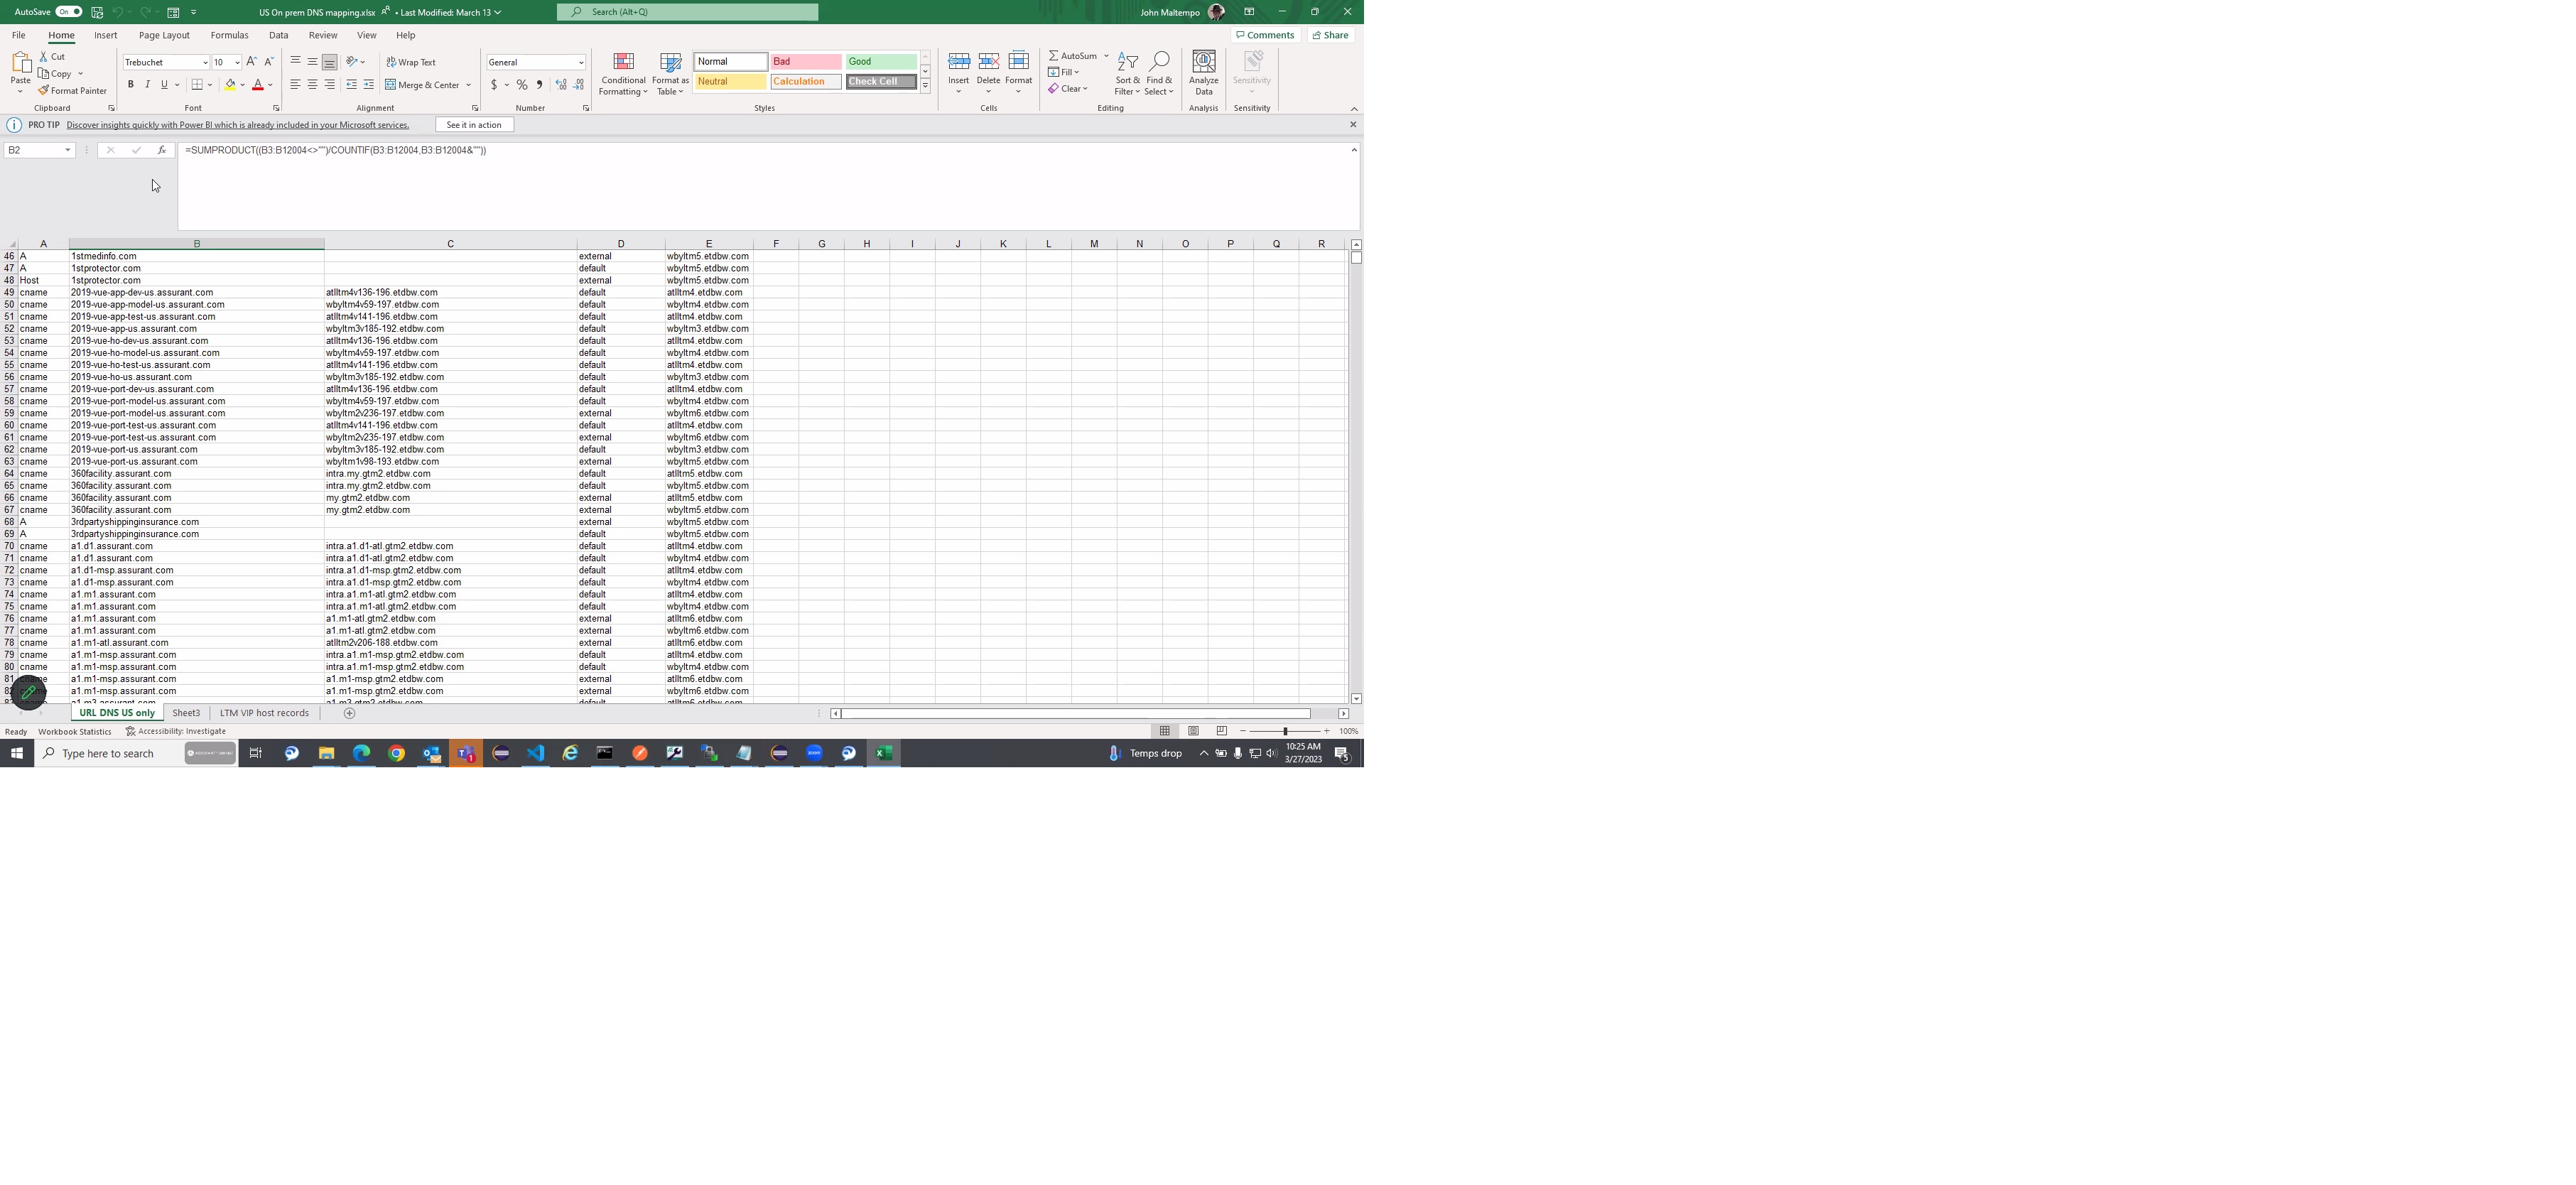 AutoSave On US On prem DNS mapping.xlsx • Last Modified: March 13 Search (Alt+Q) John Maltempo
File Home Insert Page Layout Formulas Data Review View Help Comments Share
Cut
Copy
Format Painter
Paste
Clipboard
Trebuchet 10
B I U
Font
Wrap Text
Merge & Center
Alignment
General
$ % ,
Number
Conditional Formatting
Format as Table
Normal Bad Good
Neutral Calculation Check Cell
Styles
Insert Delete Format
Cells
AutoSum
Fill
Clear
Sort & Filter
Find & Select
Editing
Analyze Data
Analysis
Sensitivity
Sensitivity
PRO TIP Discover insights quickly with Power BI which is already included in your Microsoft services. See it in action
B2 fx =SUMPRODUCT((B3:B12004<>"")/COUNTIF(B3:B12004,B3:B12004&""))
A B C D E F G H I J K L M N O P Q R
46 A 1stmedinfo.com external wbyltm5.etdbw.com
47 A 1stprotector.com default wbyltm5.etdbw.com
48 Host 1stprotector.com external wbyltm5.etdbw.com
49 cname 2019-vue-app-dev-us.assurant.com atlltm4v136-196.etdbw.com default atlltm4.etdbw.com
50 cname 2019-vue-app-model-us.assurant.com wbyltm4v59-197.etdbw.com default wbyltm4.etdbw.com
51 cname 2019-vue-app-test-us.assurant.com atlltm4v141-196.etdbw.com default atlltm4.etdbw.com
52 cname 2019-vue-app-us.assurant.com wbyltm3v185-192.etdbw.com default wbyltm3.etdbw.com
53 cname 2019-vue-ho-dev-us.assurant.com atlltm4v136-196.etdbw.com default atlltm4.etdbw.com
54 cname 2019-vue-ho-model-us.assurant.com wbyltm4v59-197.etdbw.com default wbyltm4.etdbw.com
55 cname 2019-vue-ho-test-us.assurant.com atlltm4v141-196.etdbw.com default atlltm4.etdbw.com
56 cname 2019-vue-ho-us.assurant.com wbyltm3v185-192.etdbw.com default wbyltm3.etdbw.com
57 cname 2019-vue-port-dev-us.assurant.com atlltm4v136-196.etdbw.com default atlltm4.etdbw.com
58 cname 2019-vue-port-model-us.assurant.com wbyltm4v59-197.etdbw.com default wbyltm4.etdbw.com
59 cname 2019-vue-port-model-us.assurant.com wbyltm2v236-197.etdbw.com external wbyltm6.etdbw.com
60 cname 2019-vue-port-test-us.assurant.com atlltm4v141-196.etdbw.com default atlltm4.etdbw.com
61 cname 2019-vue-port-test-us.assurant.com wbyltm2v235-197.etdbw.com external wbyltm6.etdbw.com
62 cname 2019-vue-port-us.assurant.com wbyltm3v185-192.etdbw.com default wbyltm3.etdbw.com
63 cname 2019-vue-port-us.assurant.com wbyltm1v98-193.etdbw.com external wbyltm5.etdbw.com
64 cname 360facility.assurant.com intra.my.gtm2.etdbw.com default atlltm5.etdbw.com
65 cname 360facility.assurant.com intra.my.gtm2.etdbw.com default wbyltm5.etdbw.com
66 cname 360facility.assurant.com my.gtm2.etdbw.com external atlltm5.etdbw.com
67 cname 360facility.assurant.com my.gtm2.etdbw.com external wbyltm5.etdbw.com
68 A 3rdpartyshippinginsurance.com external wbyltm5.etdbw.com
69 A 3rdpartyshippinginsurance.com default wbyltm5.etdbw.com
70 cname a1.d1.assurant.com intra.a1.d1-atl.gtm2.etdbw.com default atlltm4.etdbw.com
71 cname a1.d1.assurant.com intra.a1.d1-atl.gtm2.etdbw.com default wbyltm4.etdbw.com
72 cname a1.d1-msp.assurant.com intra.a1.d1-msp.gtm2.etdbw.com default atlltm4.etdbw.com
73 cname a1.d1-msp.assurant.com intra.a1.d1-msp.gtm2.etdbw.com default wbyltm4.etdbw.com
74 cname a1.m1.assurant.com intra.a1.m1-atl.gtm2.etdbw.com default atlltm4.etdbw.com
75 cname a1.m1.assurant.com intra.a1.m1-atl.gtm2.etdbw.com default wbyltm4.etdbw.com
76 cname a1.m1.assurant.com a1.m1-atl.gtm2.etdbw.com external atlltm6.etdbw.com
77 cname a1.m1.assurant.com a1.m1-atl.gtm2.etdbw.com external wbyltm6.etdbw.com
78 cname a1.m1-atl.assurant.com atlltm2v206-188.etdbw.com external atlltm6.etdbw.com
79 cname a1.m1-msp.assurant.com intra.a1.m1-msp.gtm2.etdbw.com default atlltm4.etdbw.com
80 cname a1.m1-msp.assurant.com intra.a1.m1-msp.gtm2.etdbw.com default wbyltm4.etdbw.com
81 cname a1.m1-msp.assurant.com a1.m1-msp.gtm2.etdbw.com external atlltm6.etdbw.com
82 a1.m1-msp.assurant.com a1.m1-msp.gtm2.etdbw.com external wbyltm6.etdbw.com
a1.m3.assurant.com a1.m3.gtm2.etdbw.com default atlltm6.etdbw.com
URL DNS US only Sheet3 LTM VIP host records
Ready Workbook Statistics Accessibility: Investigate 100%
Type here to search Temps drop 10:25 AM
3/27/2023 5